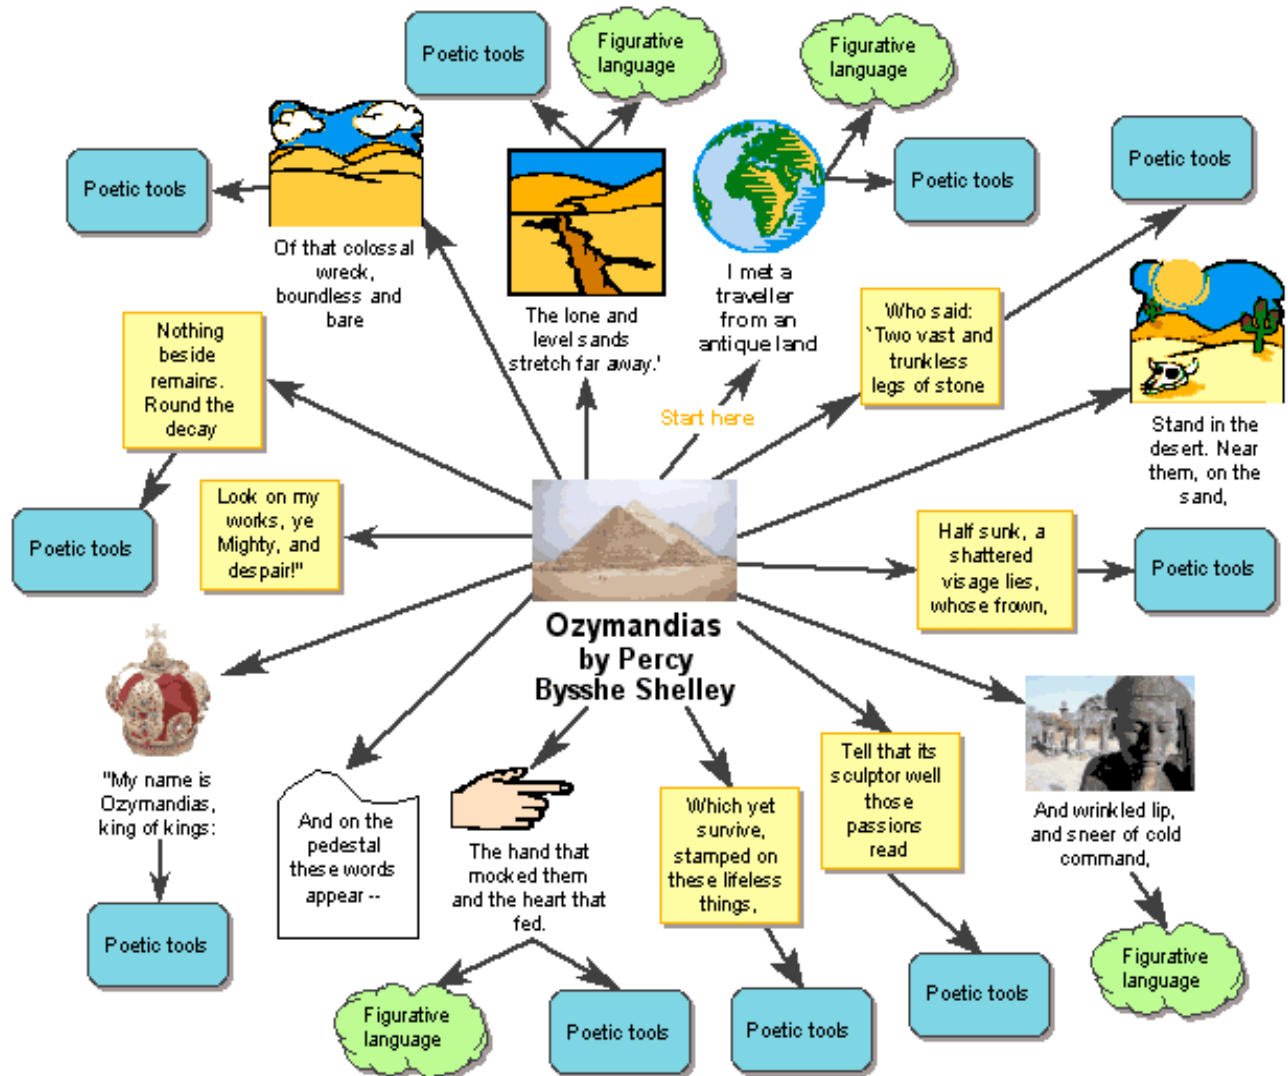 Poetic tools
Figurative
language
Figurative
language
Poetic tools
Poetic tools
Poetic tools
Of that colossal
wreck,
boundless and
bare
The lone and
level sands
stretch far away.'
I met a
traveller
from an
antique land
Start here
Who said:
`Two vast and
trunkless
legs of stone
Stand in the
desert. Near
them, on the
sand,
Nothing
beside
remains.
Round the
decay
Poetic tools
Look on my
works, ye
Mighty, and
despair!"
Half sunk, a
shattered
visage lies,
whose frown,
Poetic tools
Ozymandias
by Percy
Bysshe Shelley
"My name is
Ozymandias,
king of kings:
Poetic tools
And on the
pedestal
these words
appear --
The hand that
mocked them
and the heart that
fed.
Figurative
language
Poetic tools
Which yet
survive,
stamped on
these lifeless
things,
Poetic tools
Tell that its
sculptor well
those
passions
read
Poetic tools
And wrinkled lip,
and sneer of cold
command,
Figurative
language